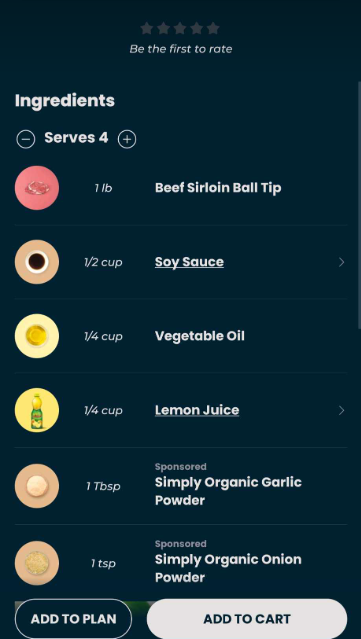 Be the first to rate
Ingredients
Serves 4
1 lb
Beef Sirloin Ball Tip
1/2 cup
Soy Sauce
1/4 cup
Vegetable Oil
1/4 cup
Lemon Juice
1 Tbsp
Sponsored
Simply Organic Garlic
Powder
1 tsp
Sponsored
Simply Organic Onion
Powder
ADD TO PLAN
ADD TO CART